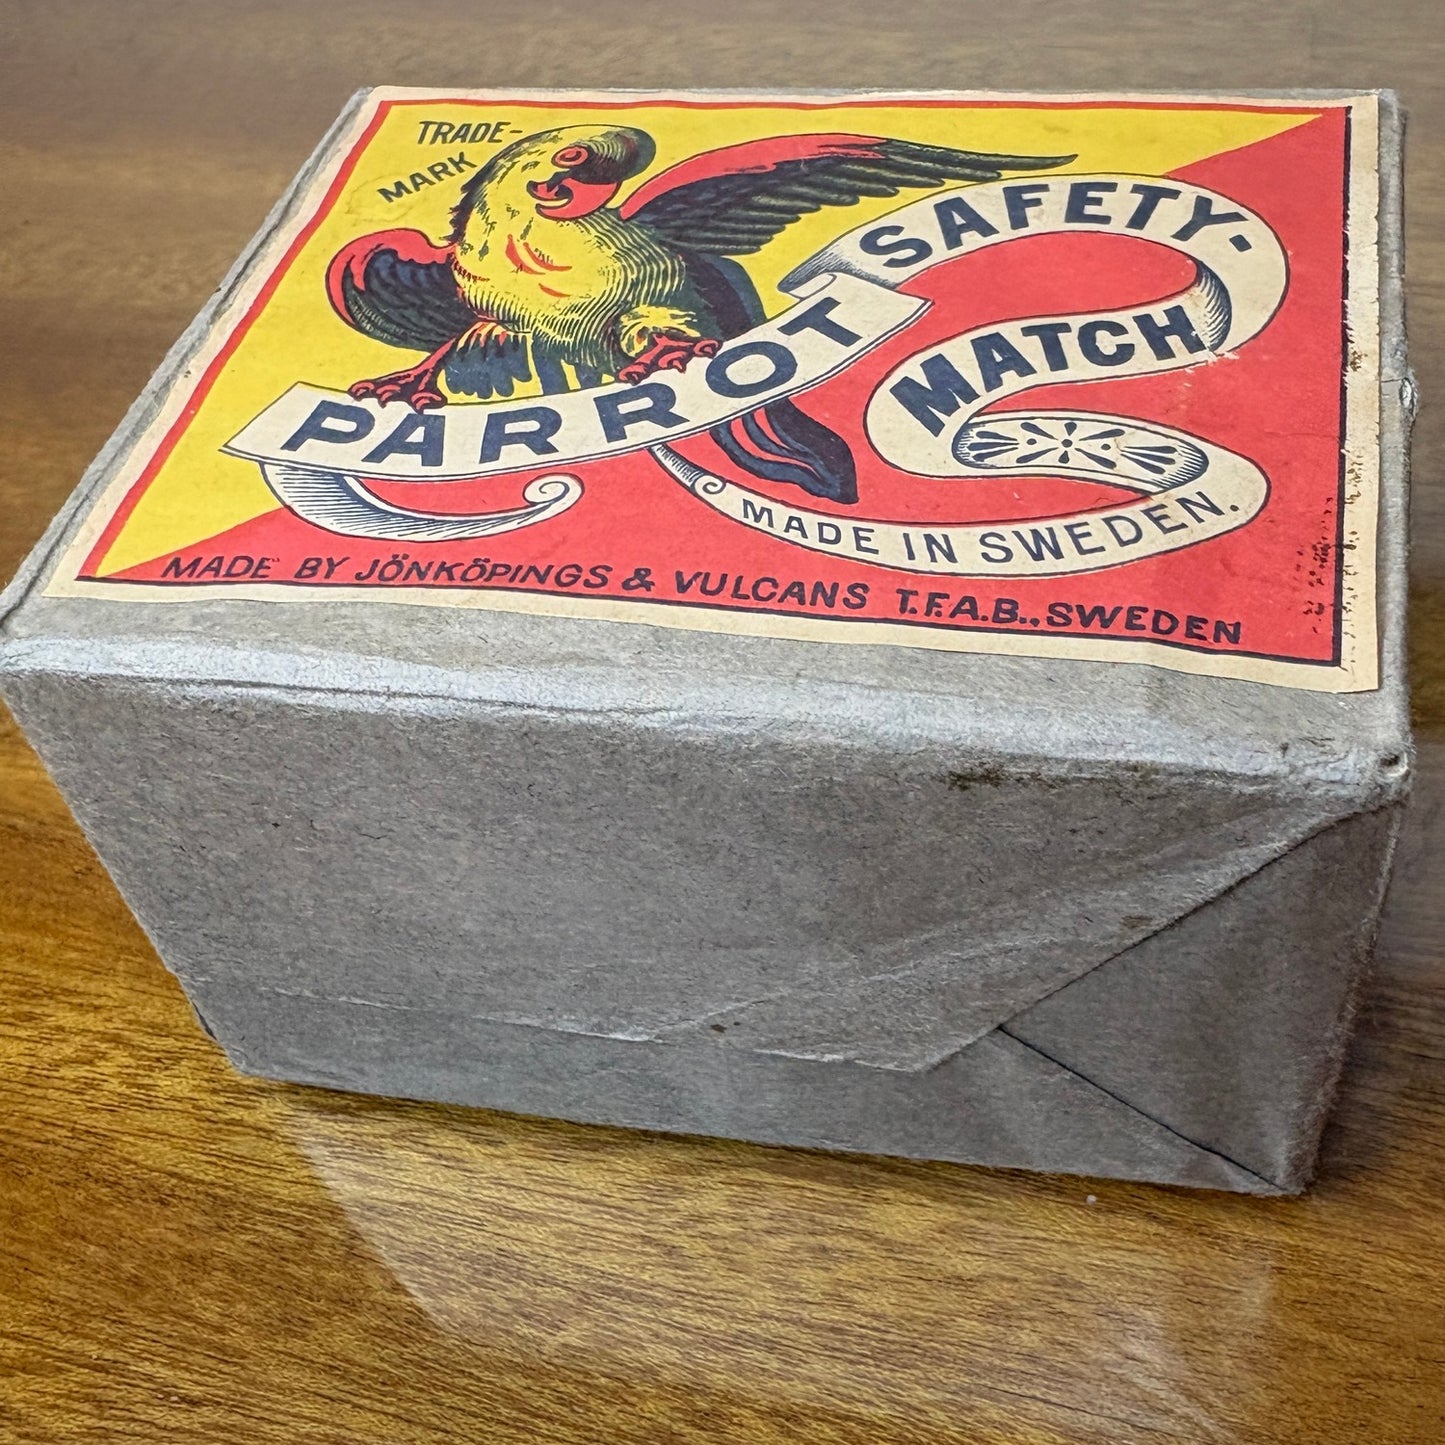 TRADE-
MARK
PARROT
SAFETY-
MATCH
MADE IN SWEDEN.
MADE BY JÖNKÖPINGS & VULCANS T.F.A.B., SWEDEN